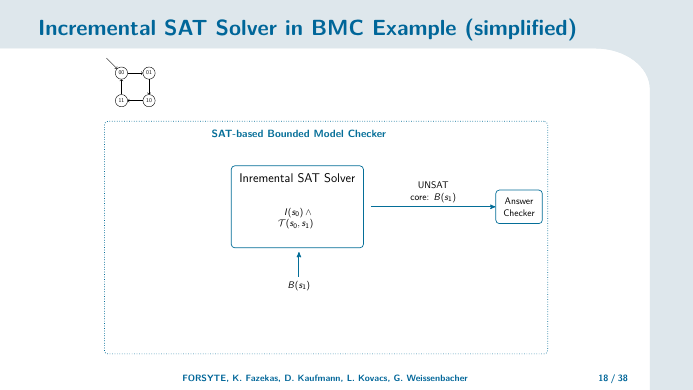 Incremental SAT Solver in BMC Example (simplified)
00 01
11 10
SAT-based Bounded Model Checker
Inremental SAT Solver
I(s₀) ∧
𝒯(s₀, s₁)
UNSAT
core: B(s₁)
Answer
Checker
B(s₁)
FORSYTE, K. Fazekas, D. Kaufmann, L. Kovacs, G. Weissenbacher
18 / 38